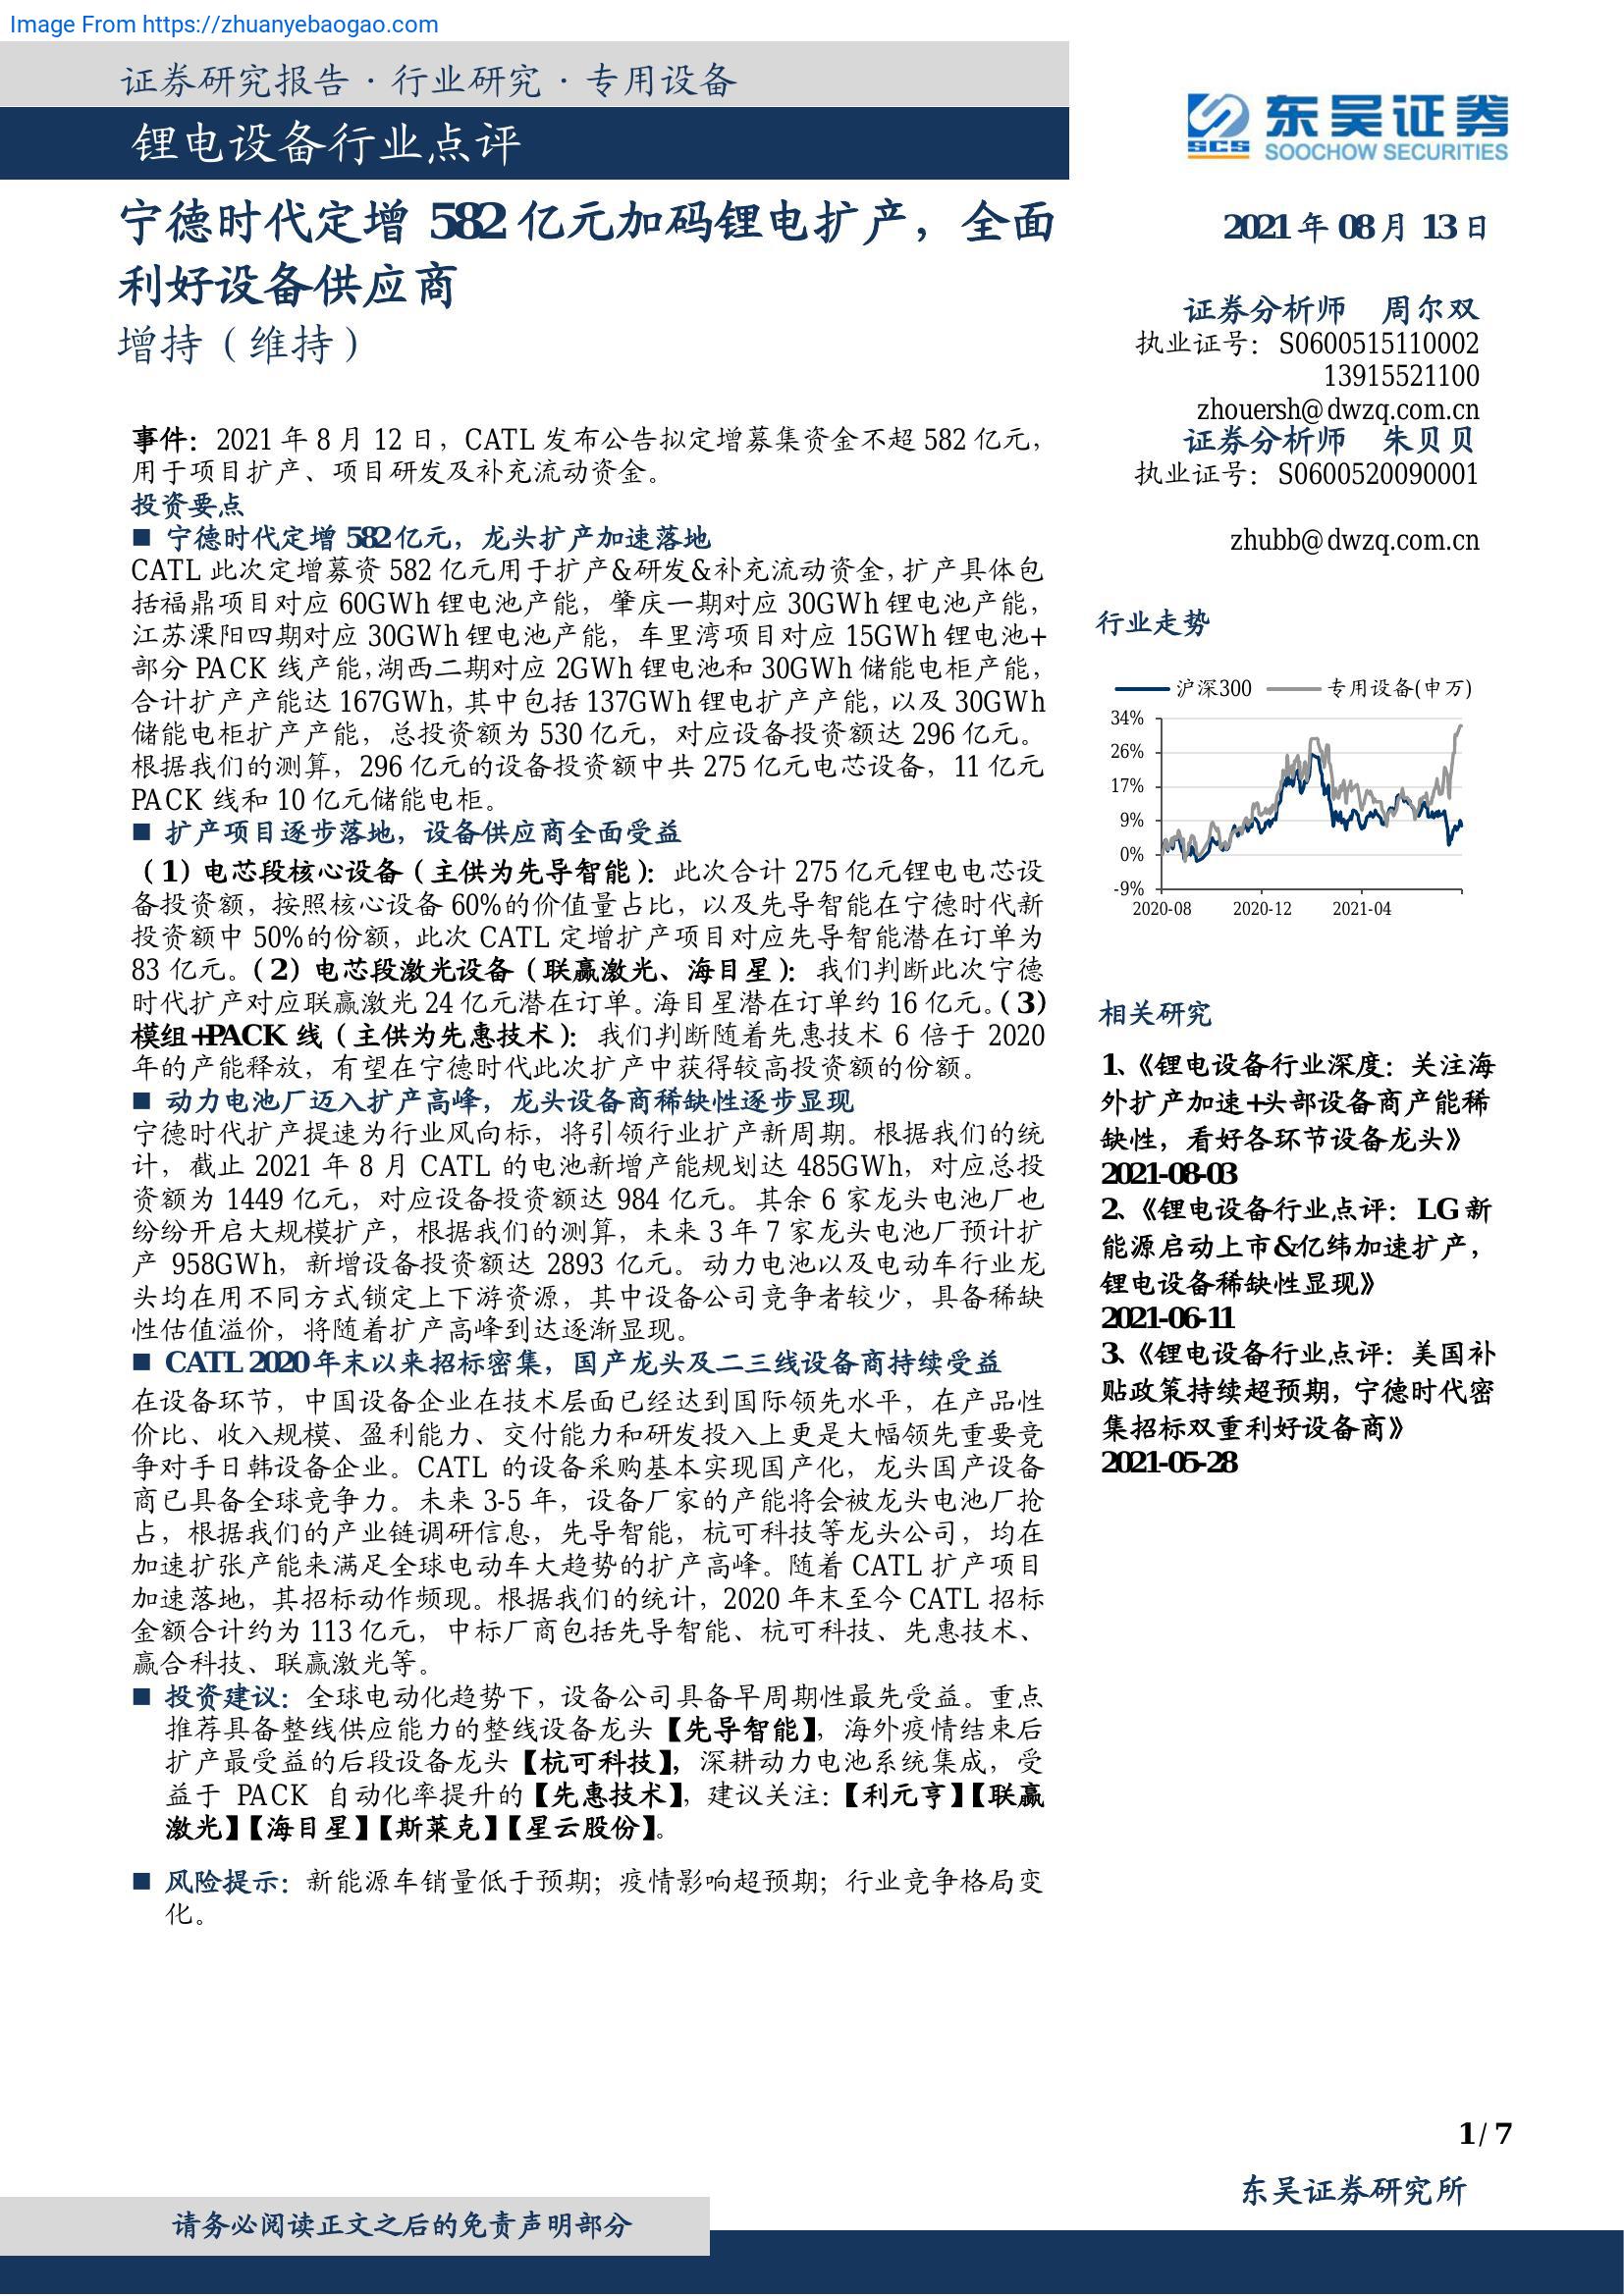 Image From https://zhuanyebaogao.com
证券研究报告·行业研究·专用设备
锂电设备行业点评
东吴证券
SCS
SOOCHOW SECURITIES
宁德时代定增 582 亿元加码锂电扩产，全面
利好设备供应商
增持（维持）
事件：2021 年 8 月 12 日，CATL 发布公告拟定增募集资金不超 582 亿元，
用于项目扩产、项目研发及补充流动资金。
投资要点
■ 宁德时代定增 582 亿元，龙头扩产加速落地
CATL 此次定增募资 582 亿元用于扩产&研发&补充流动资金，扩产具体包
括福鼎项目对应 60GWh 锂电池产能，肇庆一期对应 30GWh 锂电池产能，
江苏溧阳四期对应 30GWh 锂电池产能，车里湾项目对应 15GWh 锂电池+
部分 PACK 线产能，湖西二期对应 2GWh 锂电池和 30GWh 储能电柜产能，
合计扩产产能达 167GWh，其中包括 137GWh 锂电扩产产能，以及 30GWh
储能电柜扩产产能，总投资额为 530 亿元，对应设备投资额达 296 亿元。
根据我们的测算，296 亿元的设备投资额中共 275 亿元电芯设备，11 亿元
PACK 线和 10 亿元储能电柜。
■ 扩产项目逐步落地，设备供应商全面受益
（1）电芯段核心设备（主供为先导智能）：此次合计 275 亿元锂电电芯设
备投资额，按照核心设备 60%的价值量占比，以及先导智能在宁德时代新
投资额中 50%的份额，此次 CATL 定增扩产项目对应先导智能潜在订单为
83 亿元。（2）电芯段激光设备（联赢激光、海目星）：我们判断此次宁德
时代扩产对应联赢激光 24 亿元潜在订单。海目星潜在订单约 16 亿元。（3）
模组+PACK 线（主供为先惠技术）：我们判断随着先惠技术 6 倍于 2020
年的产能释放，有望在宁德时代此次扩产中获得较高投资额的份额。
■ 动力电池厂迈入扩产高峰，龙头设备商稀缺性逐步显现
宁德时代扩产提速为行业风向标，将引领行业扩产新周期。根据我们的统
计，截止 2021 年 8 月 CATL 的电池新增产能规划达 485GWh，对应总投
资额为 1449 亿元，对应设备投资额达 984 亿元。其余 6 家龙头电池厂也
纷纷开启大规模扩产，根据我们的测算，未来 3 年 7 家龙头电池厂预计扩
产 958GWh，新增设备投资额达 2893 亿元。动力电池以及电动车行业龙
头均在用不同方式锁定上下游资源，其中设备公司竞争者较少，具备稀缺
性估值溢价，将随着扩产高峰到达逐渐显现。
■ CATL 2020 年末以来招标密集，国产龙头及二三线设备商持续受益
在设备环节，中国设备企业在技术层面已经达到国际领先水平，在产品性
价比、收入规模、盈利能力、交付能力和研发投入上更是大幅领先重要竞
争对手日韩设备企业。CATL 的设备采购基本实现国产化，龙头国产设备
商已具备全球竞争力。未来 3-5 年，设备厂家的产能将会被龙头电池厂抢
占，根据我们的产业链调研信息，先导智能，杭可科技等龙头公司，均在
加速扩张产能来满足全球电动车大趋势的扩产高峰。随着 CATL 扩产项目
加速落地，其招标动作频现。根据我们的统计，2020 年末至今 CATL 招标
金额合计约为 113 亿元，中标厂商包括先导智能、杭可科技、先惠技术、
赢合科技、联赢激光等。
■ 投资建议：全球电动化趋势下，设备公司具备早周期性最先受益。重点
推荐具备整线供应能力的整线设备龙头【先导智能】，海外疫情结束后
扩产最受益的后段设备龙头【杭可科技】，深耕动力电池系统集成，受
益于 PACK 自动化率提升的【先惠技术】，建议关注：【利元亨】【联赢
激光】【海目星】【斯莱克】【星云股份】。
■ 风险提示：新能源车销量低于预期；疫情影响超预期；行业竞争格局变
化。
2021 年 08 月 13 日
证券分析师 周尔双
执业证号：S0600515110002
13915521100
zhouersh@dwzq.com.cn
证券分析师 朱贝贝
执业证号：S0600520090001
zhubb@dwzq.com.cn
行业走势
沪深300 专用设备(申万)
34%
26%
17%
9%
0%
-9%
2020-08 2020-12 2021-04
相关研究
1、《锂电设备行业深度：关注海
外扩产加速+头部设备商产能稀
缺性，看好各环节设备龙头》
2021-08-03
2、《锂电设备行业点评：LG 新
能源启动上市&亿纬加速扩产，
锂电设备稀缺性显现》
2021-06-11
3、《锂电设备行业点评：美国补
贴政策持续超预期，宁德时代密
集招标双重利好设备商》
2021-05-28
1 / 7
东吴证券研究所
请务必阅读正文之后的免责声明部分